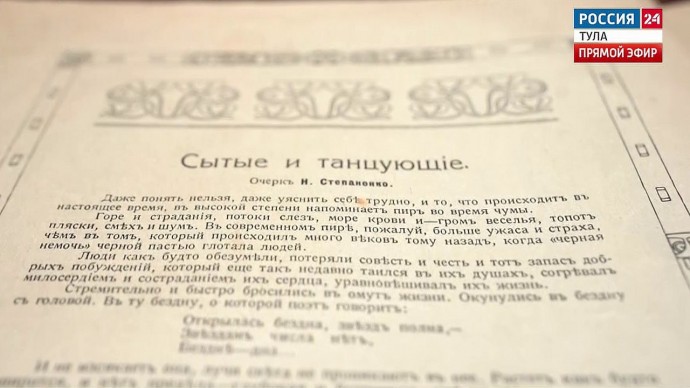 РОССИЯ 24
ТУЛА
ПРЯМОЙ ЭФИР
Сытые и танцующіе.
Очеркъ Н. Степаненко.
Даже понять нельзя, даже уяснить себѣ трудно, и то, что происходитъ въ
настоящее время, въ высокой степени напоминаетъ пиръ во время чумы.
Горе и страданія, потоки слезъ, море крови и—громъ веселья, топотъ
пляски, смѣхъ и шумъ. Въ современномъ пирѣ, пожалуй, больше ужаса и страха,
чѣмъ въ томъ, который происходилъ много вѣковъ тому назадъ, когда «черная
немочь» черной пастью глотала людей.
Люди какъ будто обезумѣли, потеряли совѣсть и честь и тотъ запасъ доб-
рыхъ побужденій, который еще такъ недавно таился въ ихъ душахъ, согрѣвалъ
милосердіемъ и состраданіемъ ихъ сердца, уравновѣшивалъ ихъ жизнь.
Стремительно и быстро бросились въ омутъ жизни. Окунулись въ бездну
съ головой. Въ ту бездну, о которой поэтъ говоритъ:
Открылась бездна, звѣздъ полна,—
Звѣздамъ числа нѣтъ,
Безднѣ—дна